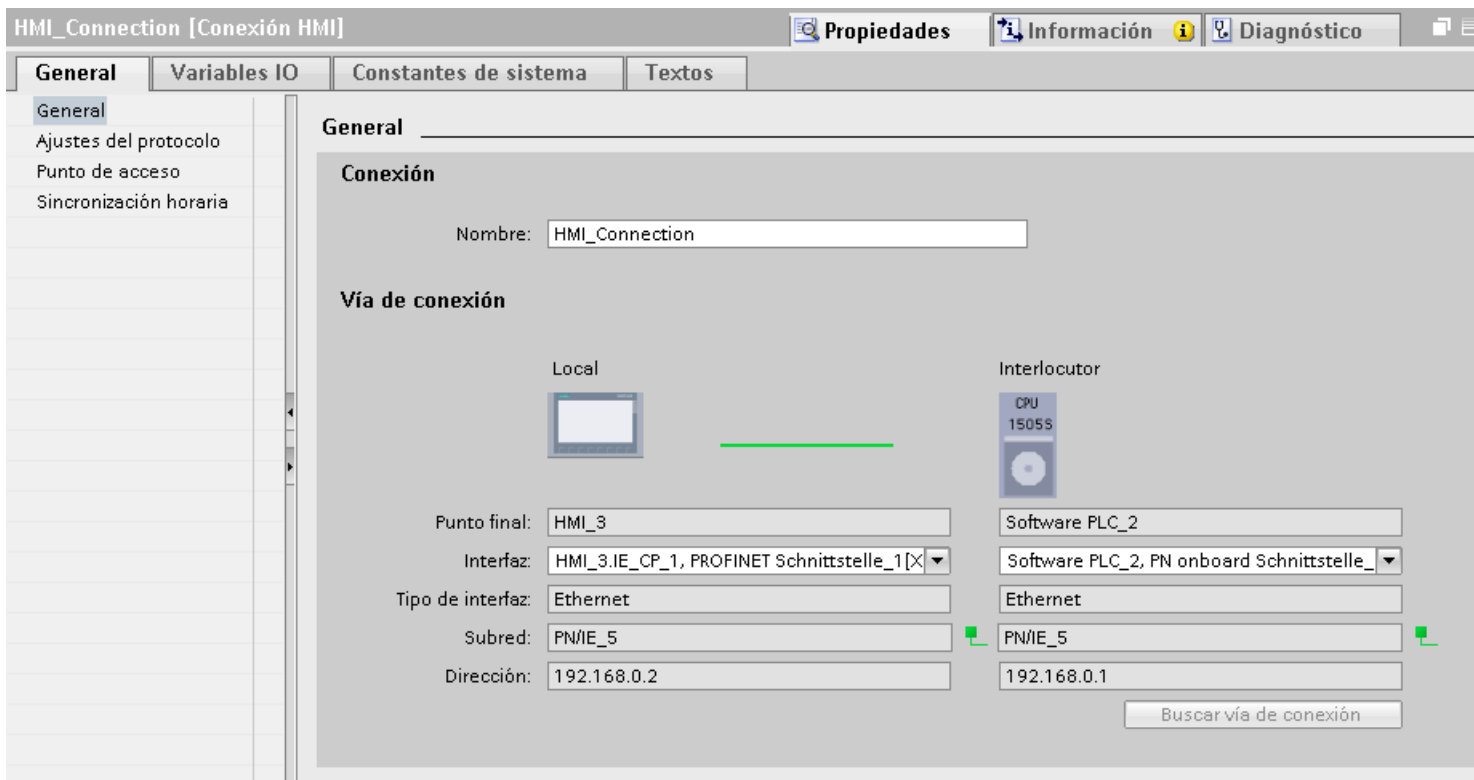 HMI_Connection [Conexión HMI]
Propiedades
Información
Diagnóstico
General
Variables IO
Constantes de sistema
Textos
General
Ajustes del protocolo
Punto de acceso
Sincronización horaria
General
Conexión
Nombre: HMI_Connection
Vía de conexión
Local Interlocutor
CPU
1505S
Punto final: HMI_3 Software PLC_2
Interfaz: HMI_3.IE_CP_1, PROFINET Schnittstelle_1[X Software PLC_2, PN onboard Schnittstelle_
Tipo de interfaz: Ethernet Ethernet
Subred: PN/IE_5 PN/IE_5
Dirección: 192.168.0.2 192.168.0.1
Buscar vía de conexión